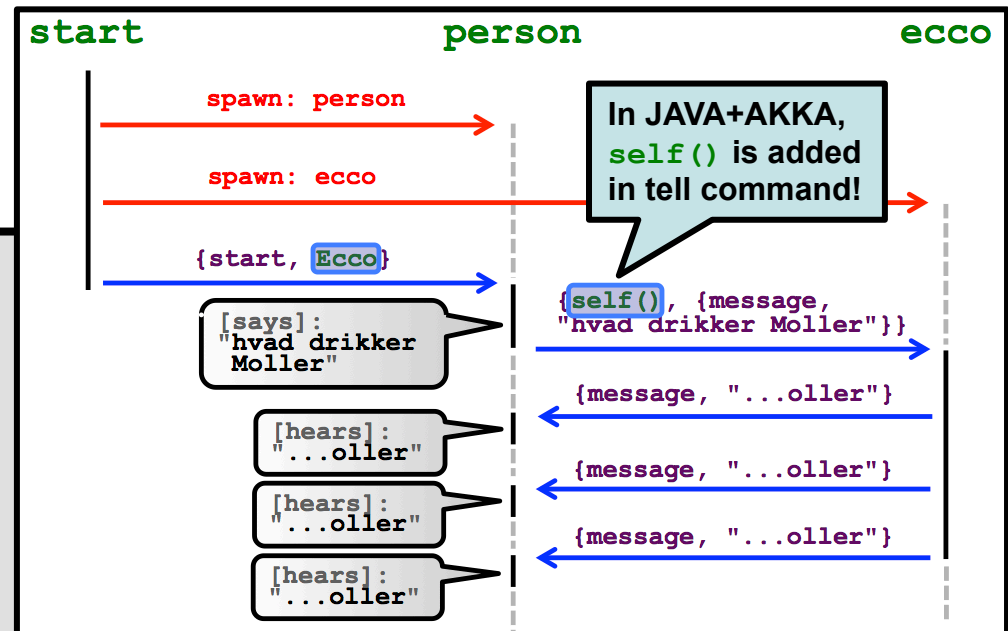 start person ecco
spawn: person
In JAVA+AKKA,
self() is added
in tell command!
spawn: ecco
{start, Ecco}
{self(), {message,
"hvad drikker Moller"}}
[says]:
"hvad drikker
Moller"
{message, "...oller"}
[hears]:
"...oller"
{message, "...oller"}
[hears]:
"...oller"
{message, "...oller"}
[hears]:
"...oller"